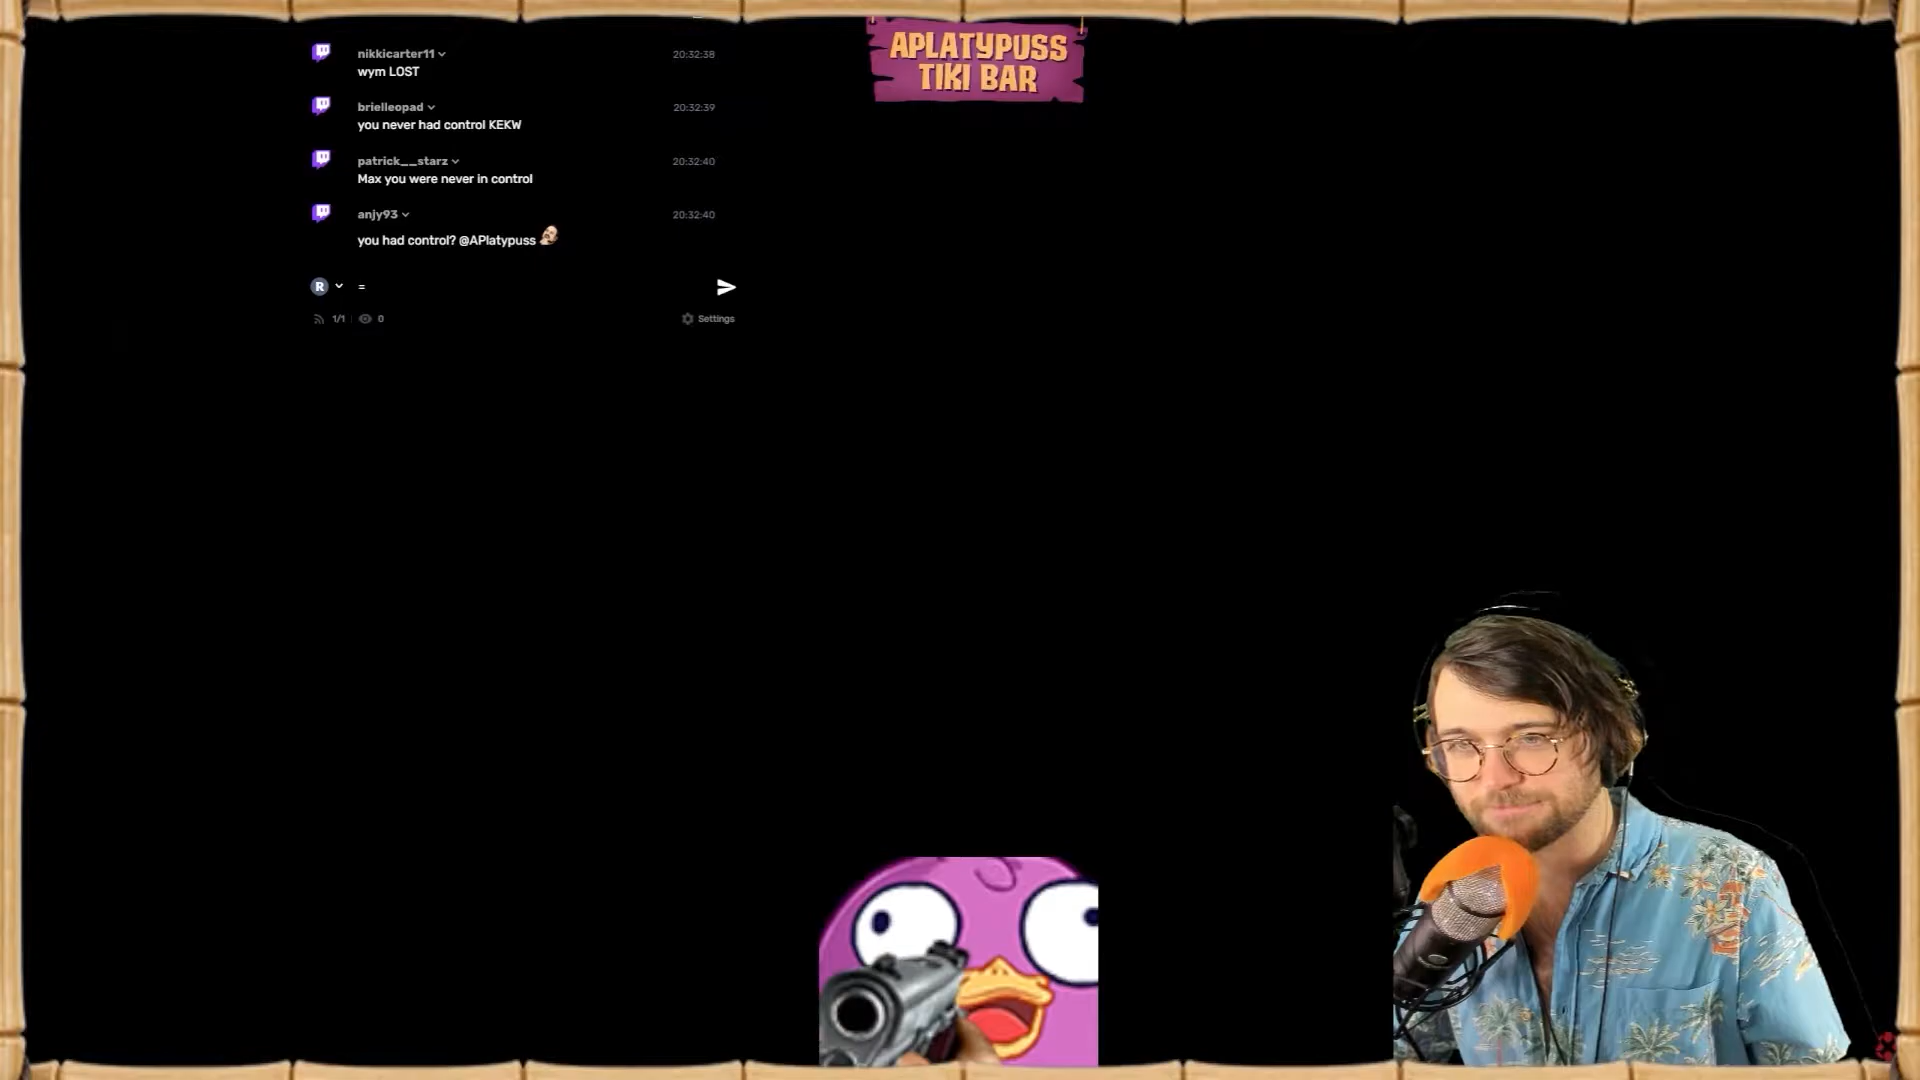 nikkicarter11
20:32:38
wym LOST
brielleopad
20:32:39
you never had control KEKW
patrick__starz
20:32:40
Max you were never in control
anjy93
20:32:40
you had control? @APlatypuss
R
=
1/1
0
Settings
APLATYPUSS
TIKI BAR